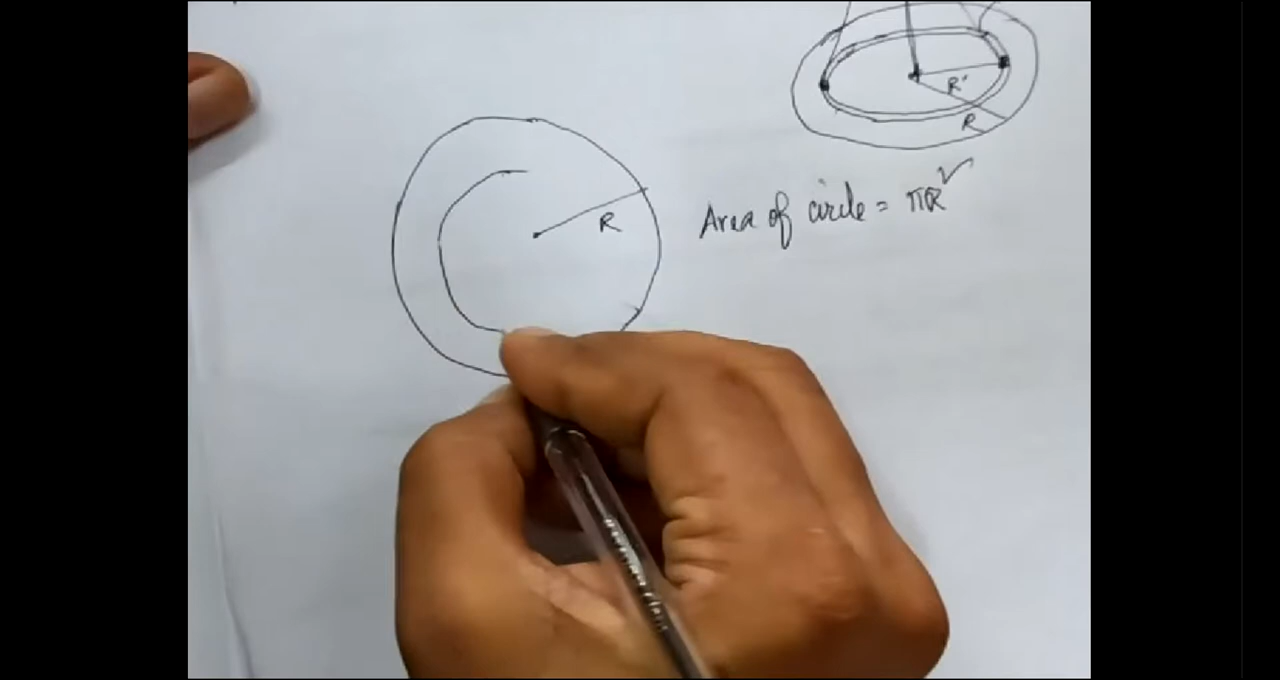 R'
R
R
Area of circle = πR²